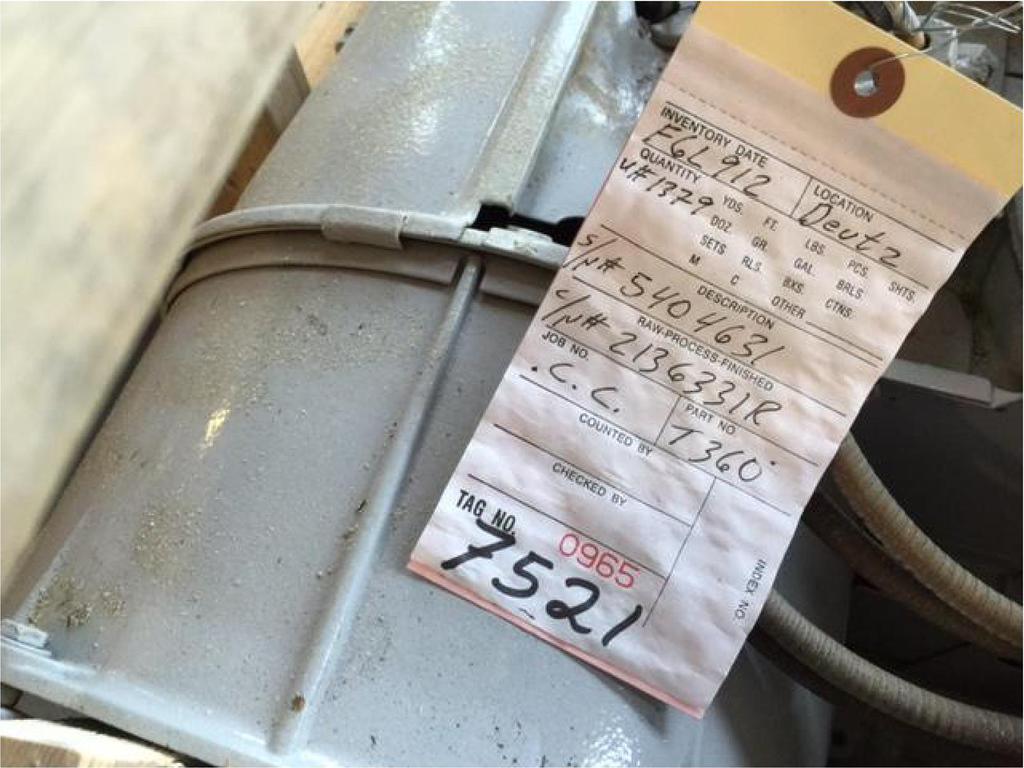 INVENTORY DATE
F6L912
LOCATION
Deutz
QUANTITY YDS. FT. LBS. PCS. SHTS.
v#1379 DOZ. GR. GAL. BRLS.
SETS RLS. BXS. CTNS.
M C OTHER
DESCRIPTION
S/N# 5404631
RAW-PROCESS-FINISHED
C/N# 2136331R
JOB NO.
.C.C.
PART NO.
T360
COUNTED BY
CHECKED BY
TAG NO.
0965
7521
INDEX NO.